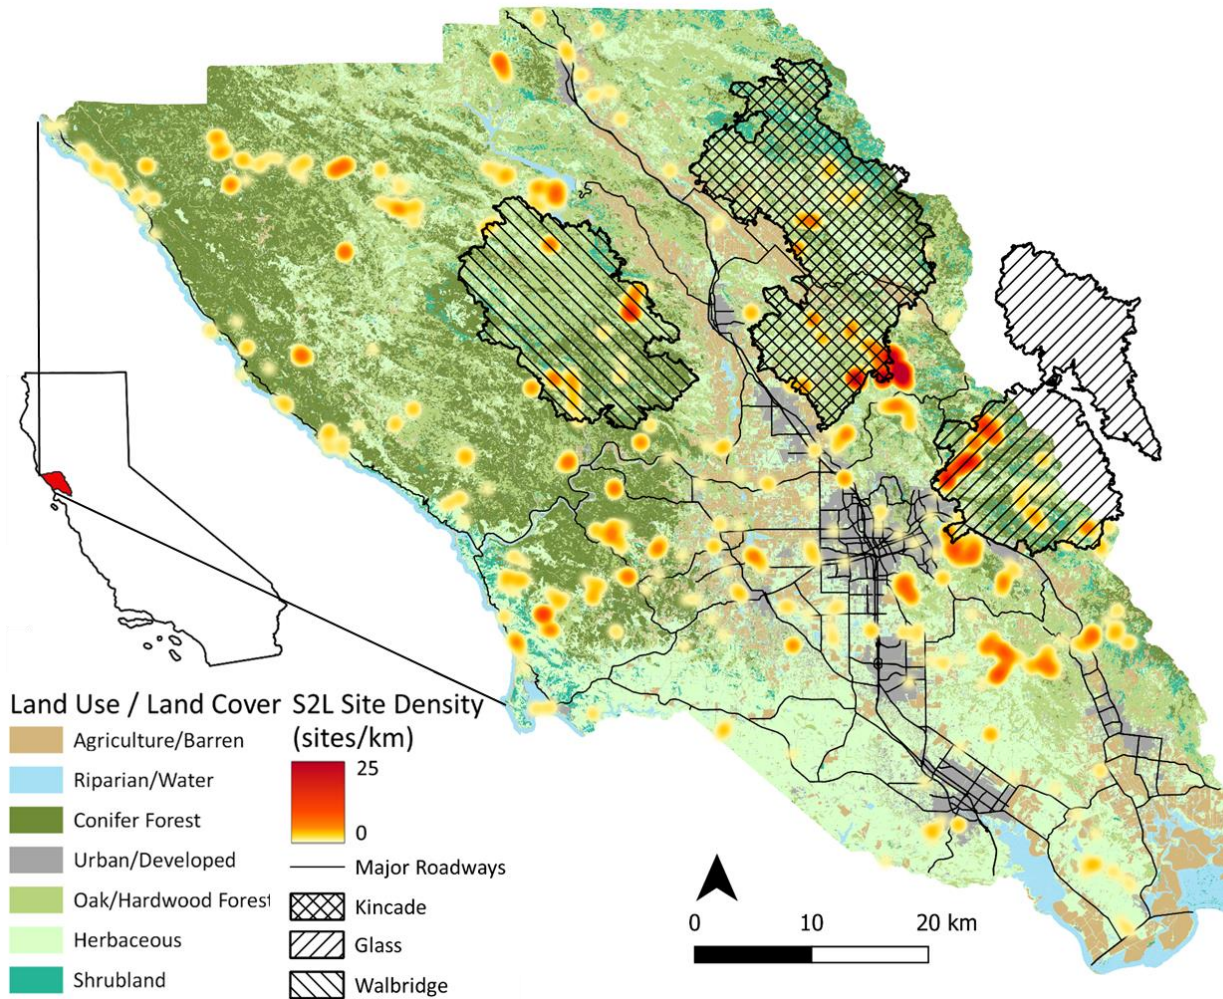 Land Use / Land Cover
Agriculture/Barren
Riparian/Water
Conifer Forest
Urban/Developed
Oak/Hardwood Forest
Herbaceous
Shrubland
S2L Site Density
(sites/km)
25
0
Major Roadways
Kincade
Glass
Walbridge
0 10 20 km